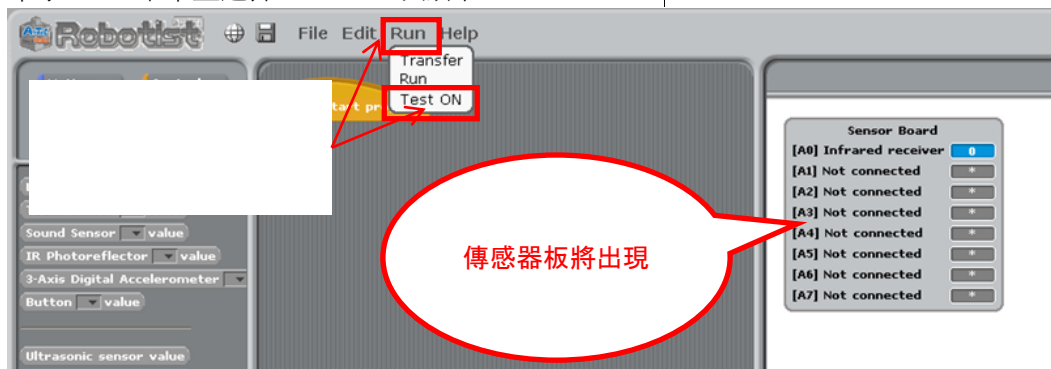 Robotist File Edit Run Help
Transfer
Run
Test ON
Sound Sensor value
IR Photoreflector value
3-Axis Digital Accelerometer
Button value
Ultrasonic sensor value
傳感器板將出現
Sensor Board
[A0] Infrared receiver 0
[A1] Not connected *
[A2] Not connected *
[A3] Not connected *
[A4] Not connected *
[A5] Not connected *
[A6] Not connected *
[A7] Not connected *